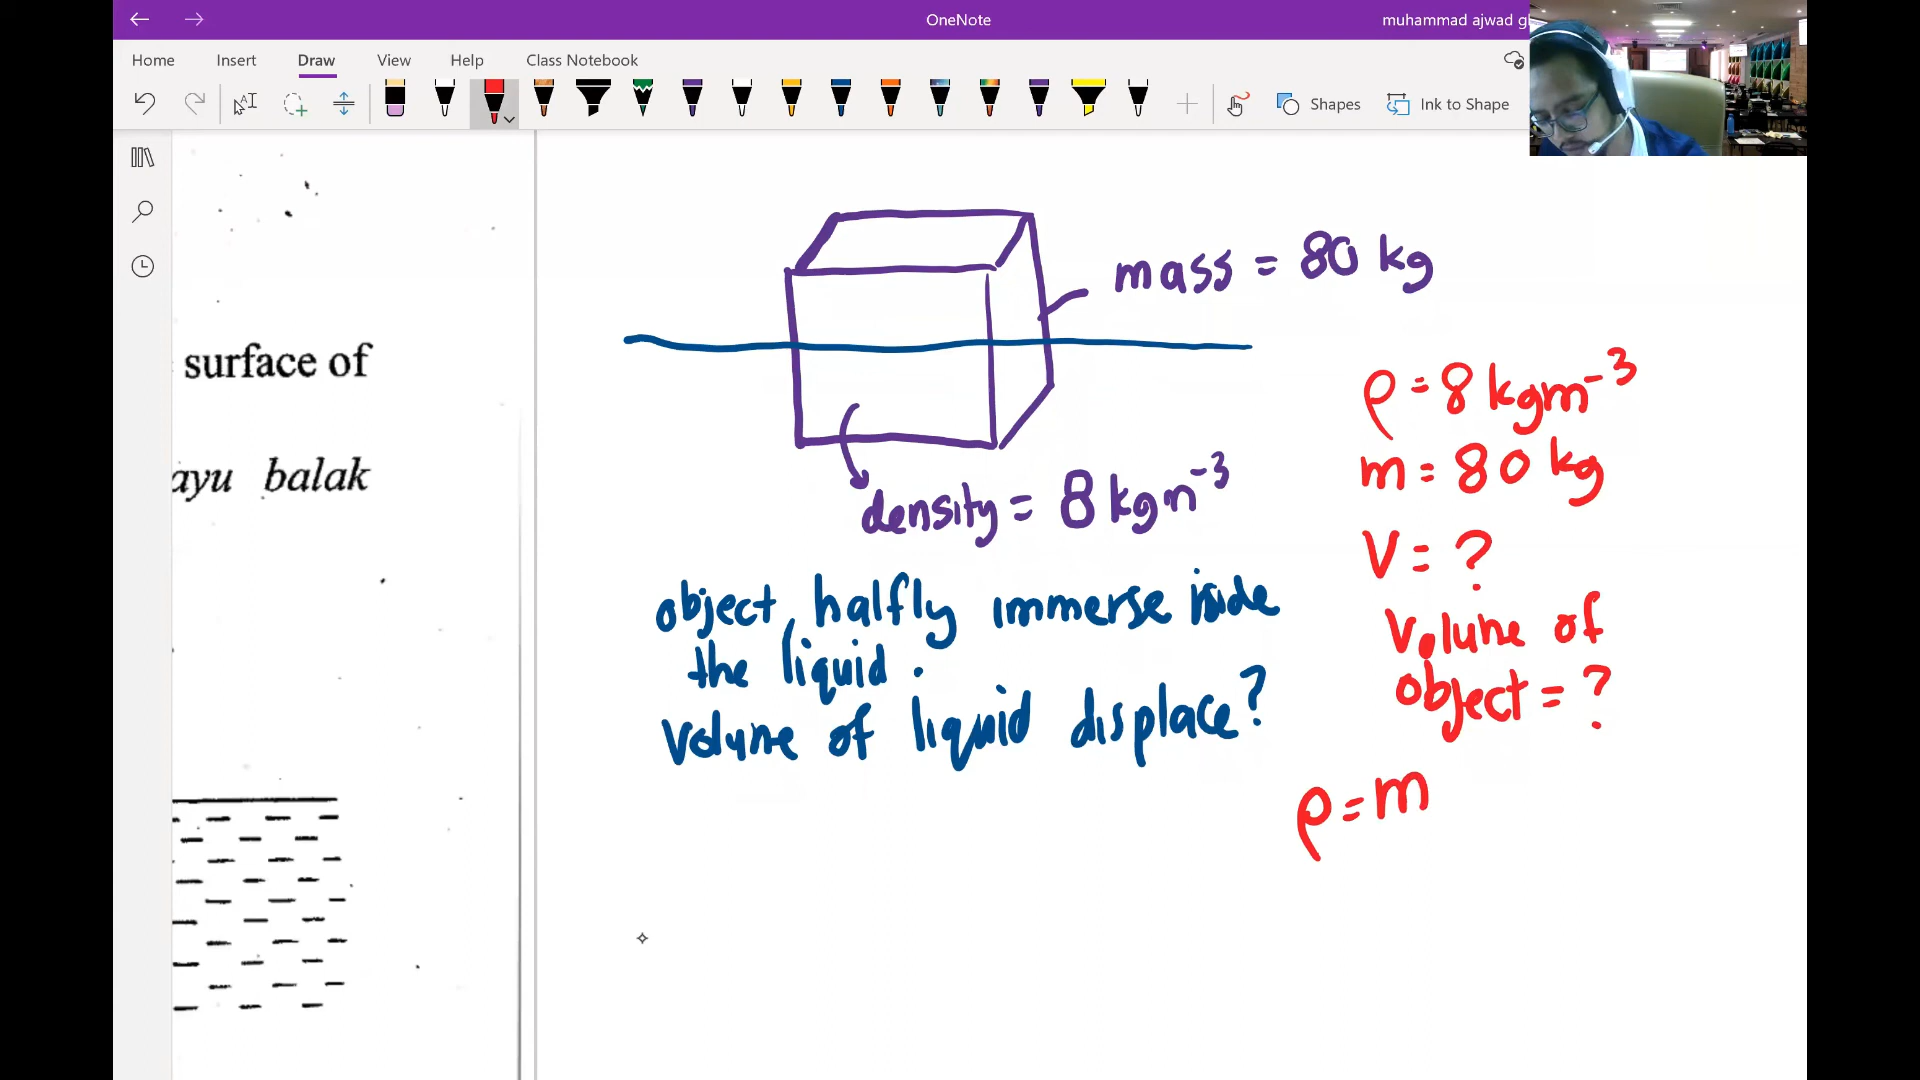 OneNote
muhammad ajwad g
Home Insert Draw View Help Class Notebook
Shapes Ink to Shape
surface of
ayu balak
mass = 80 kg
density = 8 kgm⁻³
object, halfly immerse inside
the liquid.
Volume of liquid displace?
ρ = 8 kgm⁻³
m = 80 kg
V = ?
Volume of
object = ?
ρ = m